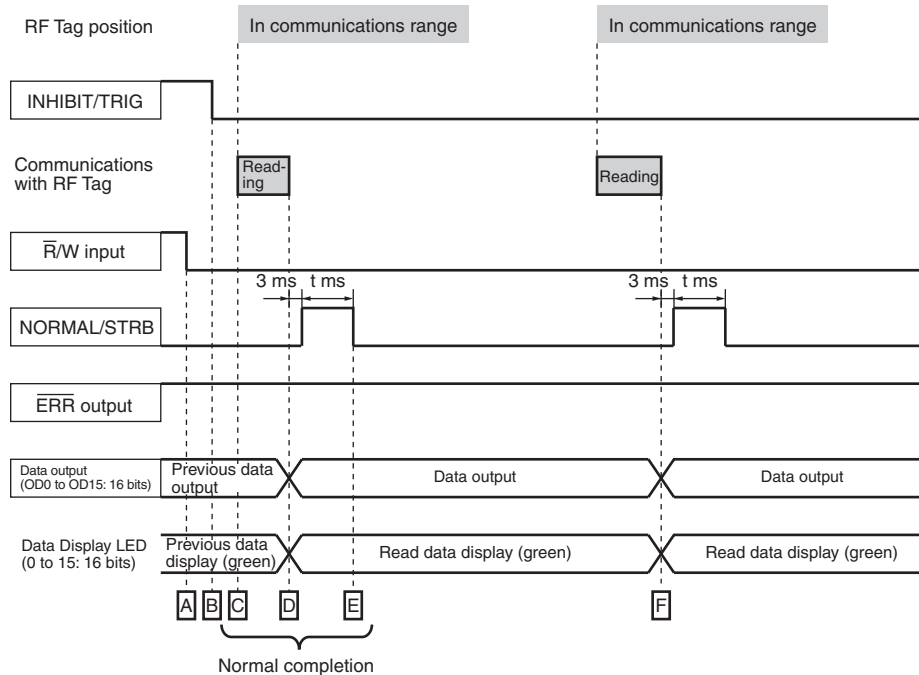 RF Tag position
In communications range
In communications range
INHIBIT/TRIG
Communications
with RF Tag
Read-
ing
Reading
R̅/W input
3 ms
t ms
3 ms
t ms
NORMAL/STRB
E̅R̅R̅ output
Data output
(OD0 to OD15: 16 bits)
Previous data
output
Data output
Data output
Data Display LED
(0 to 15: 16 bits)
Previous data
display (green)
Read data display (green)
Read data display (green)
A
B
C
D
E
F
Normal completion